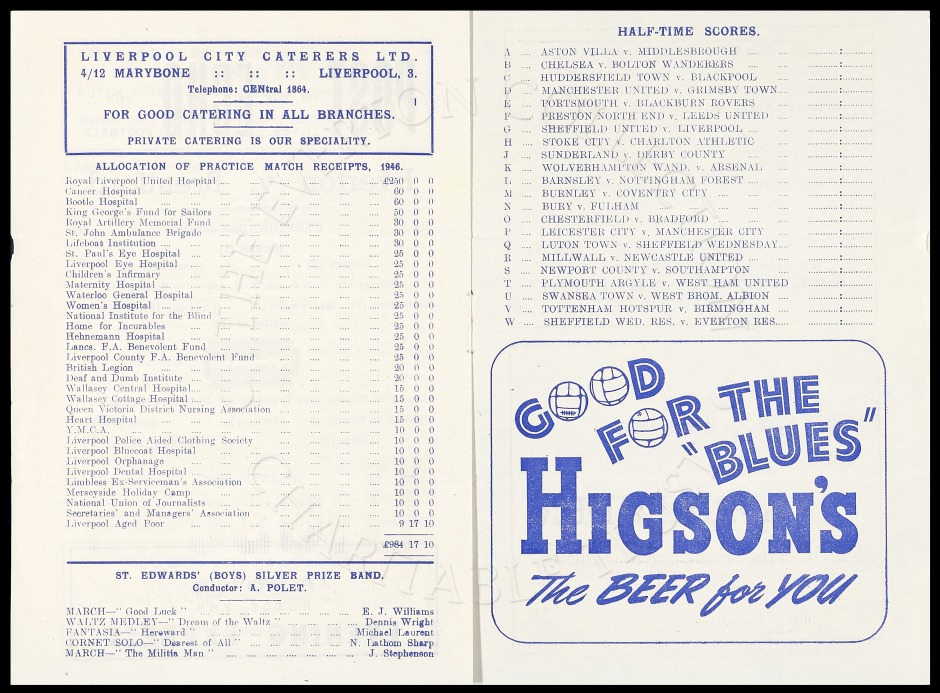 LIVERPOOL CITY CATERERS LTD.
4/12 MARYBONE :: :: :: LIVERPOOL, 3.
Telephone: CENtral 1864.
FOR GOOD CATERING IN ALL BRANCHES.
PRIVATE CATERING IS OUR SPECIALITY.
ALLOCATION OF PRACTICE MATCH RECEIPTS, 1946.
Royal Liverpool United Hospital ... £250 0 0
Cancer Hospital ... 60 0 0
Bootle Hospital ... 60 0 0
King George's Fund for Sailors ... 50 0 0
Royal Artillery Memorial Fund ... 30 0 0
St. John Ambulance Brigade ... 30 0 0
Lifeboat Institution ... 30 0 0
St. Paul's Eye Hospital ... 25 0 0
Liverpool Eye Hospital ... 25 0 0
Children's Infirmary ... 25 0 0
Maternity Hospital ... 25 0 0
Waterloo General Hospital ... 25 0 0
Women's Hospital ... 25 0 0
National Institute for the Blind ... 25 0 0
Home for Incurables ... 25 0 0
Hehnemann Hospital ... 25 0 0
Lancs. F.A. Benevolent Fund ... 25 0 0
Liverpool County F.A. Benevolent Fund ... 25 0 0
British Legion ... 20 0 0
Deaf and Dumb Institute ... 20 0 0
Wallasey Central Hospital ... 15 0 0
Wallasey Cottage Hospital ... 15 0 0
Queen Victoria District Nursing Association ... 15 0 0
Heart Hospital ... 15 0 0
Y.M.C.A. ... 10 0 0
Liverpool Police Aided Clothing Society ... 10 0 0
Liverpool Bluecoat Hospital ... 10 0 0
Liverpool Orphanage ... 10 0 0
Liverpool Dental Hospital ... 10 0 0
Limbless Ex-Serviceman's Association ... 10 0 0
Merseyside Holiday Camp ... 10 0 0
National Union of Journalists ... 10 0 0
Secretaries' and Managers' Association ... 10 0 0
Liverpool Aged Poor ... 9 17 10
£984 17 10
ST. EDWARDS' (BOYS) SILVER PRIZE BAND.
Conductor: A. POLET.
MARCH—"Good Luck" ... E. J. Williams
WALTZ MEDLEY—"Dream of the Waltz" ... Dennis Wright
FANTASIA—"Hereward" ... Michael Laurent
CORNET SOLO—"Dearest of All" ... N. Lathom Sharp
MARCH—"The Militia Man" ... J. Stephenson
HALF-TIME SCORES.
A ... ASTON VILLA v. MIDDLESBROUGH ... :
B ... CHELSEA v. BOLTON WANDERERS ... :
C ... HUDDERSFIELD TOWN v. BLACKPOOL ... :
D ... MANCHESTER UNITED v. GRIMSBY TOWN ... :
E ... PORTSMOUTH v. BLACKBURN ROVERS ... :
F ... PRESTON NORTH END v. LEEDS UNITED ... :
G ... SHEFFIELD UNITED v. LIVERPOOL ... :
H ... STOKE CITY v. CHARLTON ATHLETIC ... :
J ... SUNDERLAND v. DERBY COUNTY ... :
K ... WOLVERHAMPTON WAND. v. ARSENAL ... :
L ... BARNSLEY v. NOTTINGHAM FOREST ... :
M ... BURNLEY v. COVENTRY CITY ... :
N ... BURY v. FULHAM ... :
O ... CHESTERFIELD v. BRADFORD ... :
P ... LEICESTER CITY v. MANCHESTER CITY ... :
Q ... LUTON TOWN v. SHEFFIELD WEDNESDAY ... :
R ... MILLWALL v. NEWCASTLE UNITED ... :
S ... NEWPORT COUNTY v. SOUTHAMPTON ... :
T ... PLYMOUTH ARGYLE v. WEST HAM UNITED ... :
U ... SWANSEA TOWN v. WEST BROM. ALBION ... :
V ... TOTTENHAM HOTSPUR v. BIRMINGHAM ... :
W ... SHEFFIELD WED. RES. v. EVERTON RES. ... :
GOOD
FOR THE
"BLUES"
HIGSON'S
The BEER for YOU